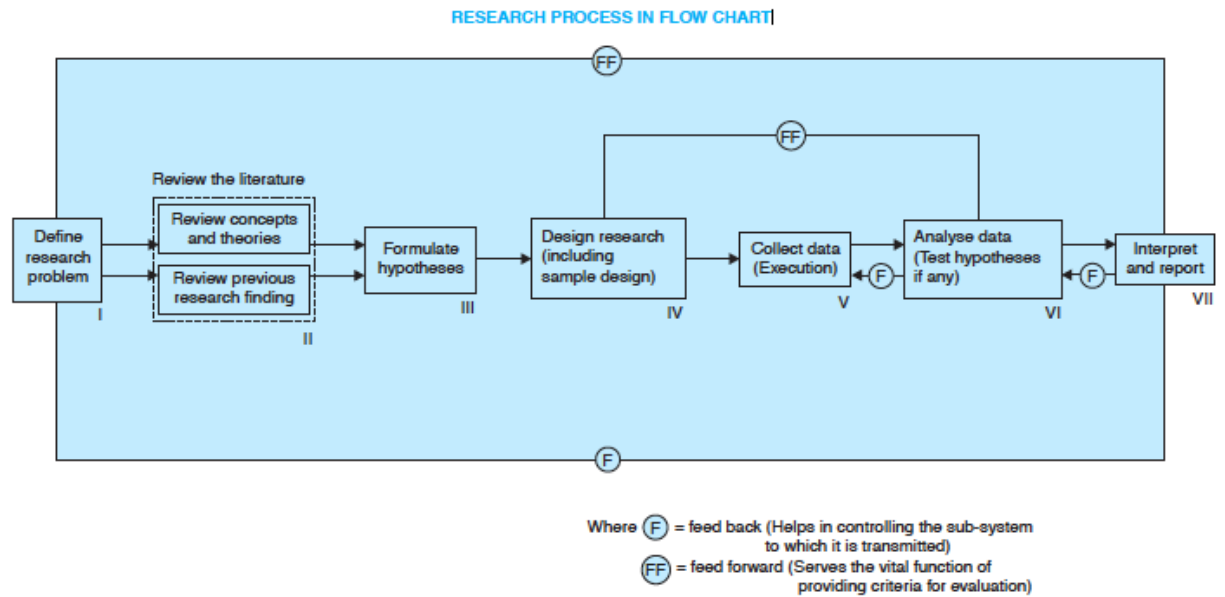 RESEARCH PROCESS IN FLOW CHART
FF
FF
Review the literature
Review concepts
and theories
Review previous
research finding
II
Define
research
problem
I
Formulate
hypotheses
III
Design research
(including
sample design)
IV
Collect data
(Execution)
V
F
Analyse data
(Test hypotheses
if any)
VI
F
Interpret
and report
VII
F
Where F = feed back (Helps in controlling the sub-system
to which it is transmitted)
FF = feed forward (Serves the vital function of
providing criteria for evaluation)